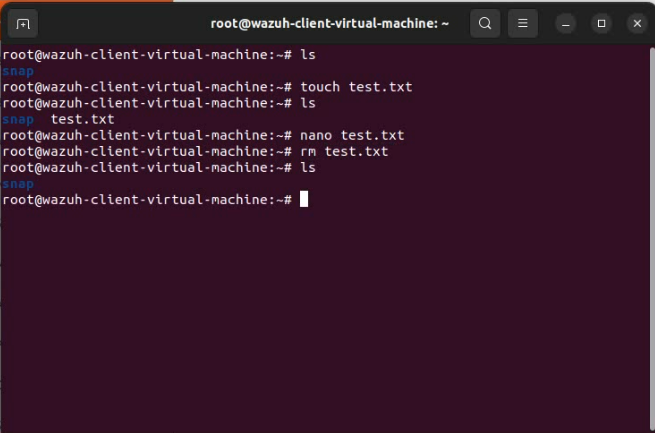 root@wazuh-client-virtual-machine: ~
root@wazuh-client-virtual-machine:~# ls
snap
root@wazuh-client-virtual-machine:~# touch test.txt
root@wazuh-client-virtual-machine:~# ls
snap  test.txt
root@wazuh-client-virtual-machine:~# nano test.txt
root@wazuh-client-virtual-machine:~# rm test.txt
root@wazuh-client-virtual-machine:~# ls
snap
root@wazuh-client-virtual-machine:~#